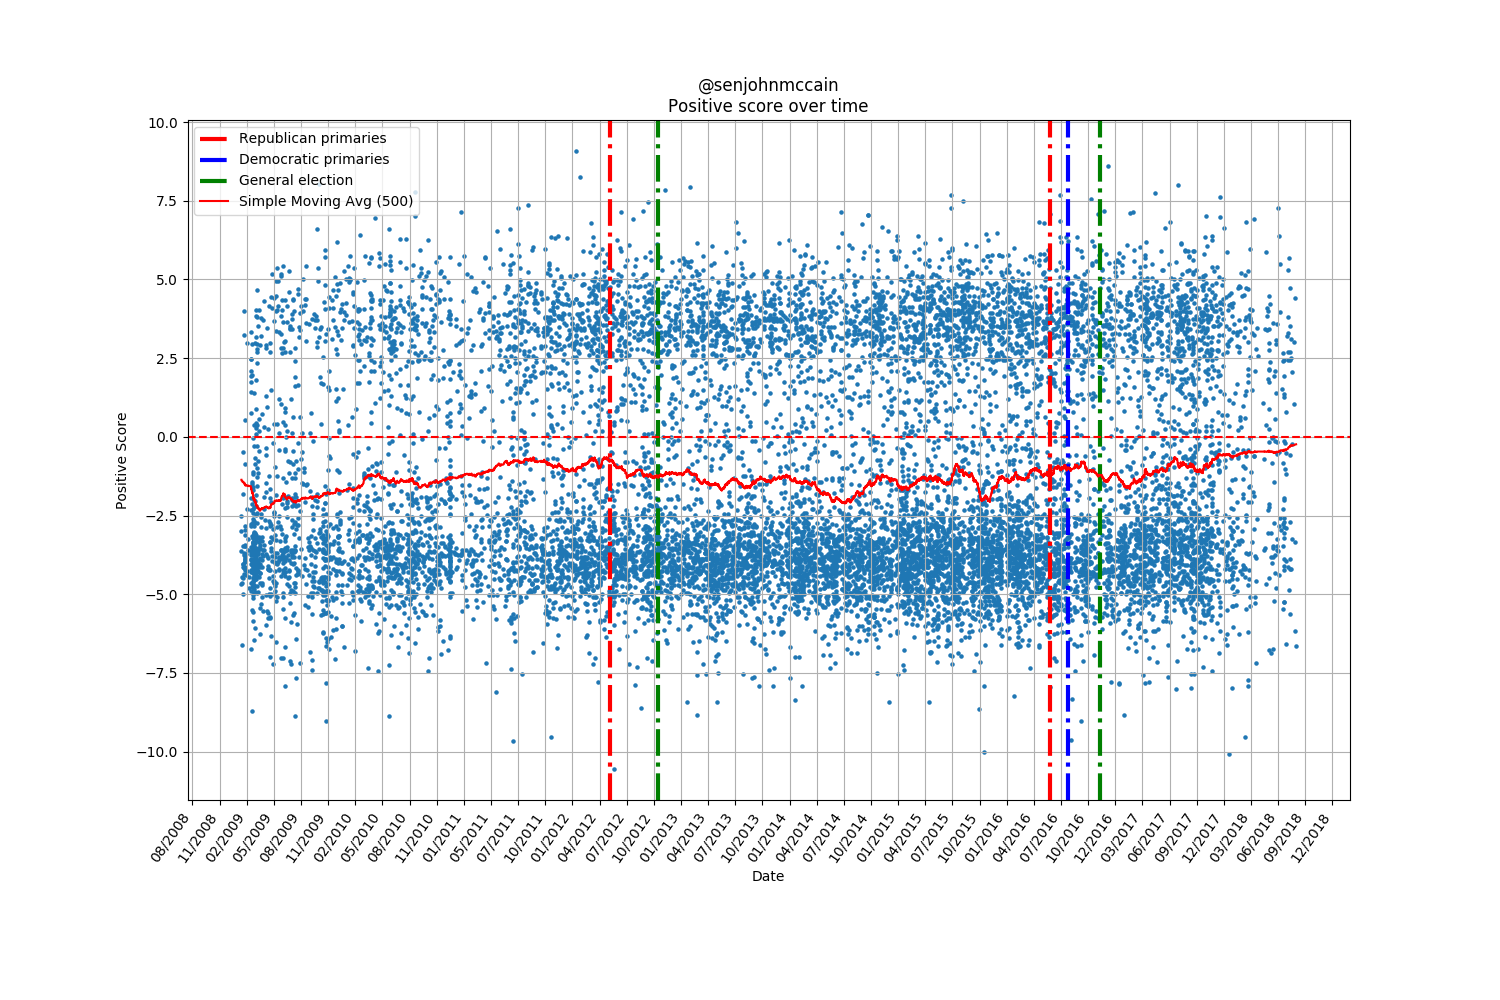 @senjohnmccain
Positive score over time
Republican primaries
Democratic primaries
General election
Simple Moving Avg (500)
10.0
7.5
5.0
2.5
0.0
−2.5
−5.0
−7.5
−10.0
Positive Score
08/2008 11/2008 02/2009 05/2009 08/2009 11/2009 02/2010 05/2010 08/2010 11/2010 01/2011 05/2011 07/2011 10/2011 01/2012 04/2012 07/2012 10/2012 01/2013 04/2013 07/2013 10/2013 01/2014 04/2014 07/2014 10/2014 01/2015 04/2015 07/2015 10/2015 01/2016 04/2016 07/2016 10/2016 12/2016 03/2017 06/2017 09/2017 12/2017 03/2018 06/2018 09/2018 12/2018
Date